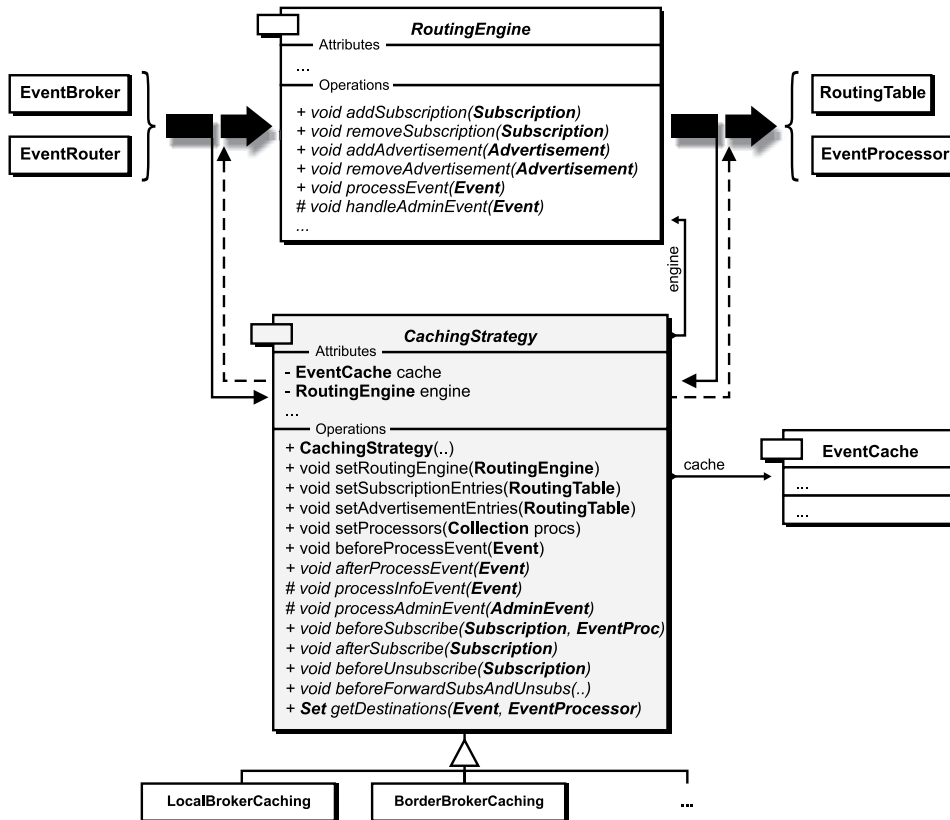 RoutingEngine
Attributes
...
Operations
+ void addSubscription(Subscription)
+ void removeSubscription(Subscription)
+ void addAdvertisement(Advertisement)
+ void removeAdvertisement(Advertisement)
+ void processEvent(Event)
# void handleAdminEvent(Event)
...
EventBroker
EventRouter
RoutingTable
EventProcessor
engine
CachingStrategy
Attributes
- EventCache cache
- RoutingEngine engine
...
Operations
+ CachingStrategy(..)
+ void setRoutingEngine(RoutingEngine)
+ void setSubscriptionEntries(RoutingTable)
+ void setAdvertisementEntries(RoutingTable)
+ void setProcessors(Collection procs)
+ void beforeProcessEvent(Event)
+ void afterProcessEvent(Event)
# void processInfoEvent(Event)
# void processAdminEvent(AdminEvent)
+ void beforeSubscribe(Subscription, EventProc)
+ void afterSubscribe(Subscription)
+ void beforeUnsubscribe(Subscription)
+ void beforeForwardSubsAndUnsubs(..)
+ Set getDestinations(Event, EventProcessor)
cache
EventCache
...
...
LocalBrokerCaching
BorderBrokerCaching
...